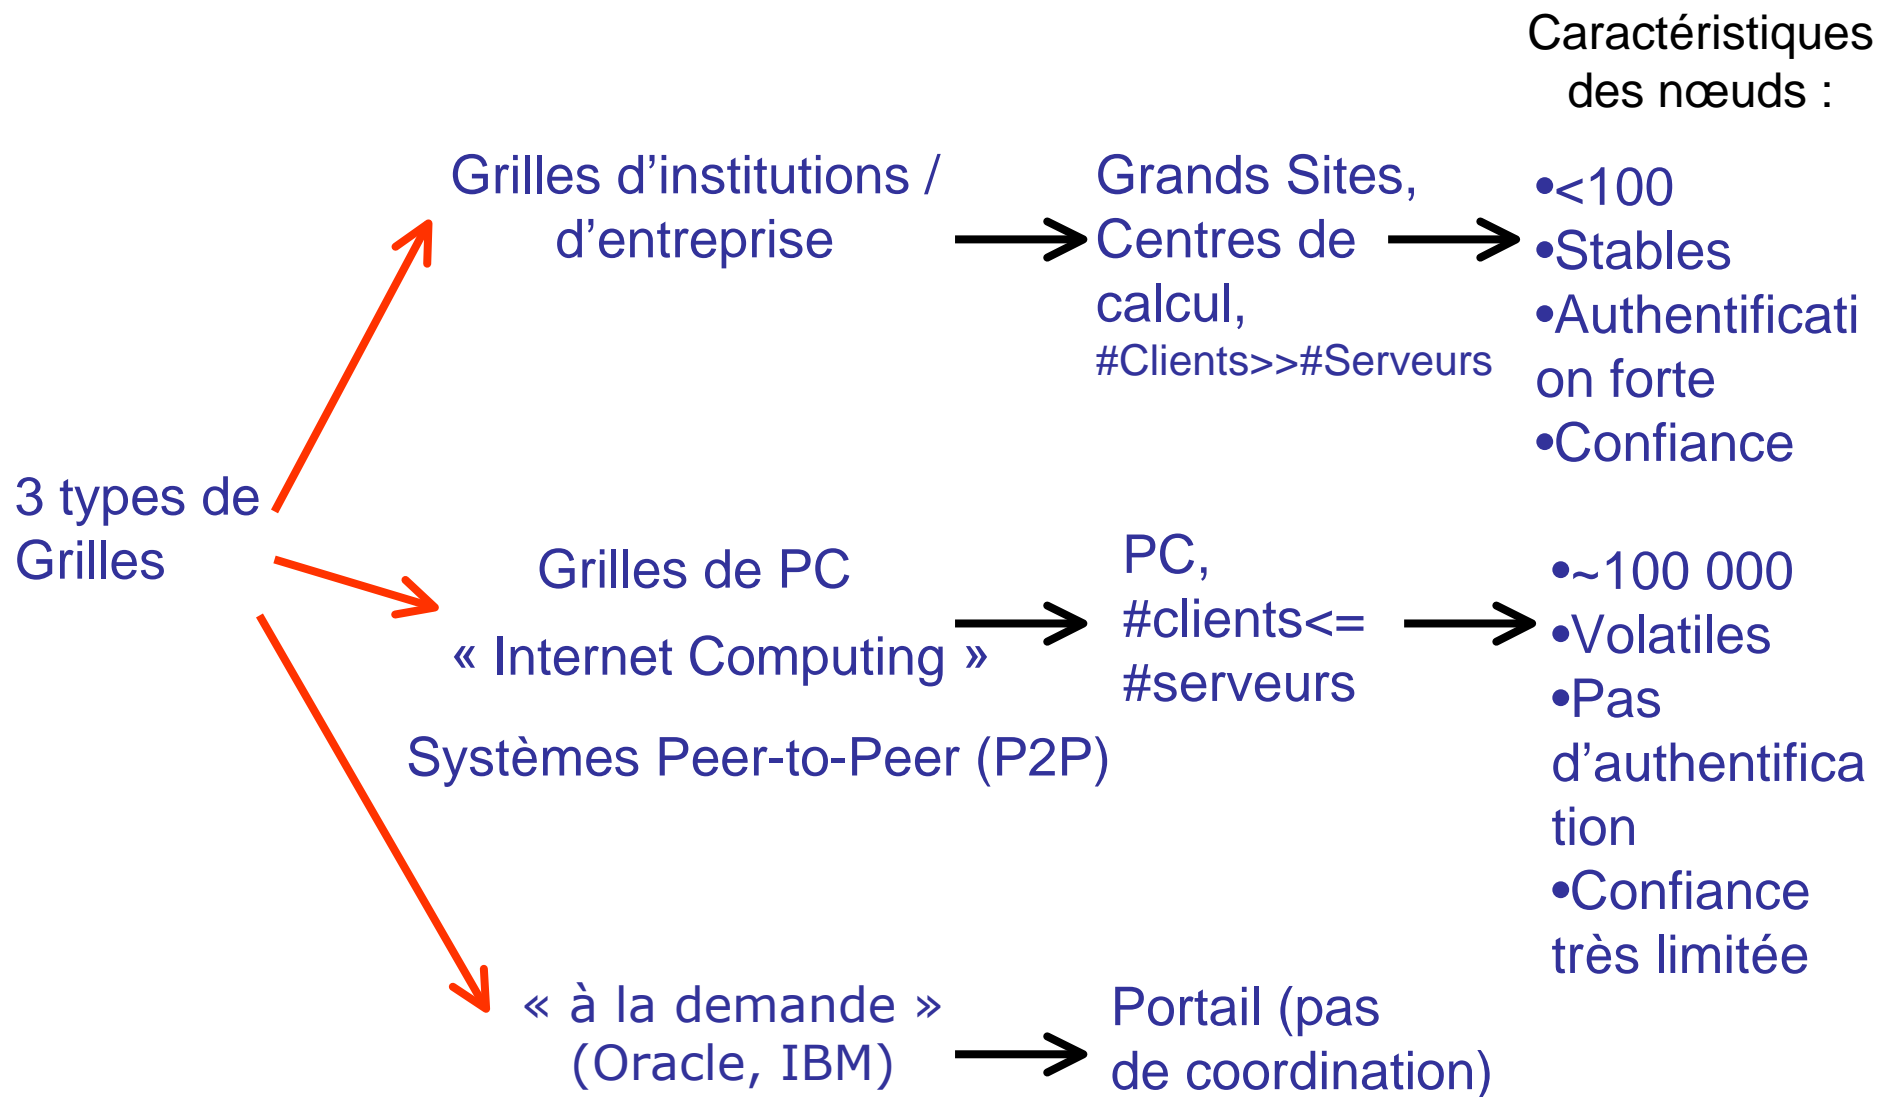 Caractéristiques
des nœuds :
Grilles d’institutions /
d’entreprise
Grands Sites,
Centres de
calcul,
#Clients>>#Serveurs
•<100
•Stables
•Authentificati
on forte
•Confiance
3 types de
Grilles
Grilles de PC
« Internet Computing »
Systèmes Peer-to-Peer (P2P)
PC,
#clients<=
#serveurs
•~100 000
•Volatiles
•Pas
d’authentifica
tion
•Confiance
très limitée
« à la demande »
(Oracle, IBM)
Portail (pas
de coordination)